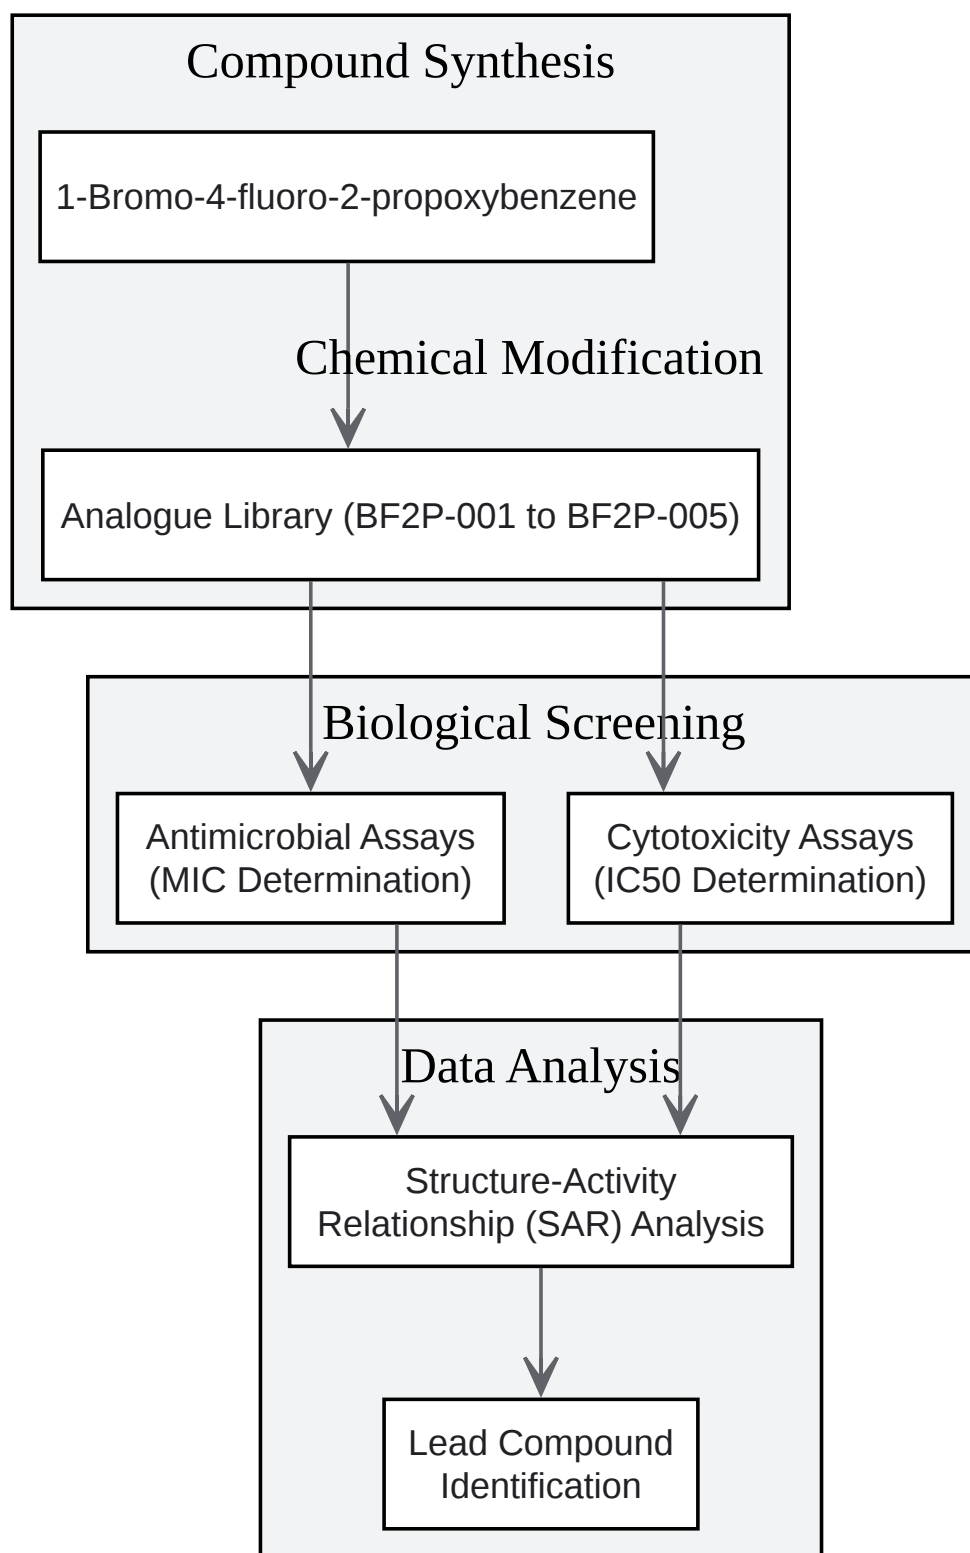 Compound Synthesis
1-Bromo-4-fluoro-2-propoxybenzene
Chemical Modification
Analogue Library (BF2P-001 to BF2P-005)
Biological Screening
Antimicrobial Assays
(MIC Determination)
Cytotoxicity Assays
(IC50 Determination)
Data Analysis
Structure-Activity
Relationship (SAR) Analysis
Lead Compound
Identification